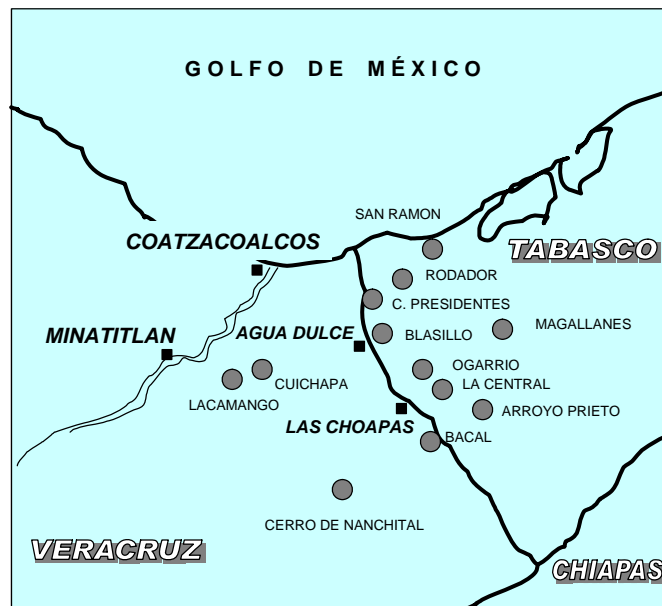 GOLFO DE MÉXICO
SAN RAMON
COATZACOALCOS
TABASCO
RODADOR
C. PRESIDENTES
MINATITLAN
AGUA DULCE
BLASILLO
MAGALLANES
OGARRIO
CUICHAPA
LA CENTRAL
LACAMANGO
ARROYO PRIETO
LAS CHOAPAS
BACAL
CERRO DE NANCHITAL
VERACRUZ
CHIAPAS